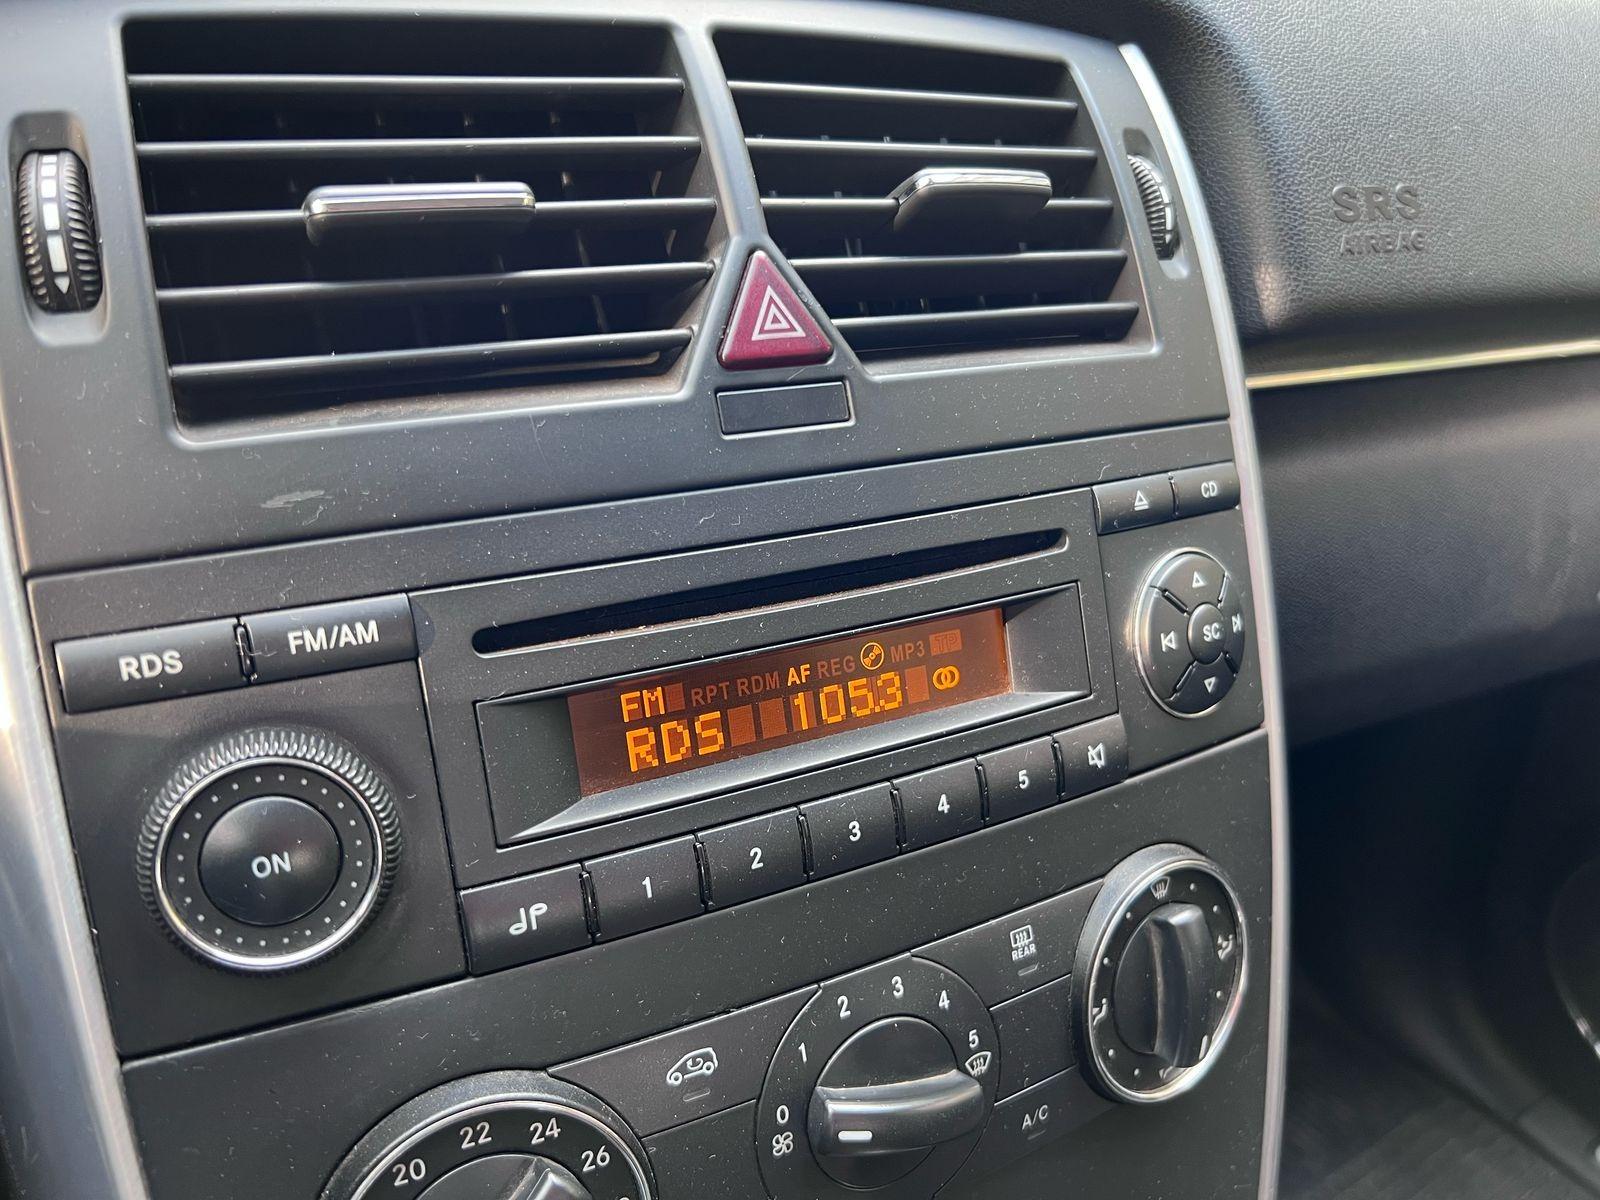 SRS
AIRBAG
CD
RDS
FM/AM
SC
FM RPT RDM AF REG MP3 TP
RDS 105.3
ON
1
2
3
4
5
REAR
0
1
2
3
4
5
A/C
20
22
24
26